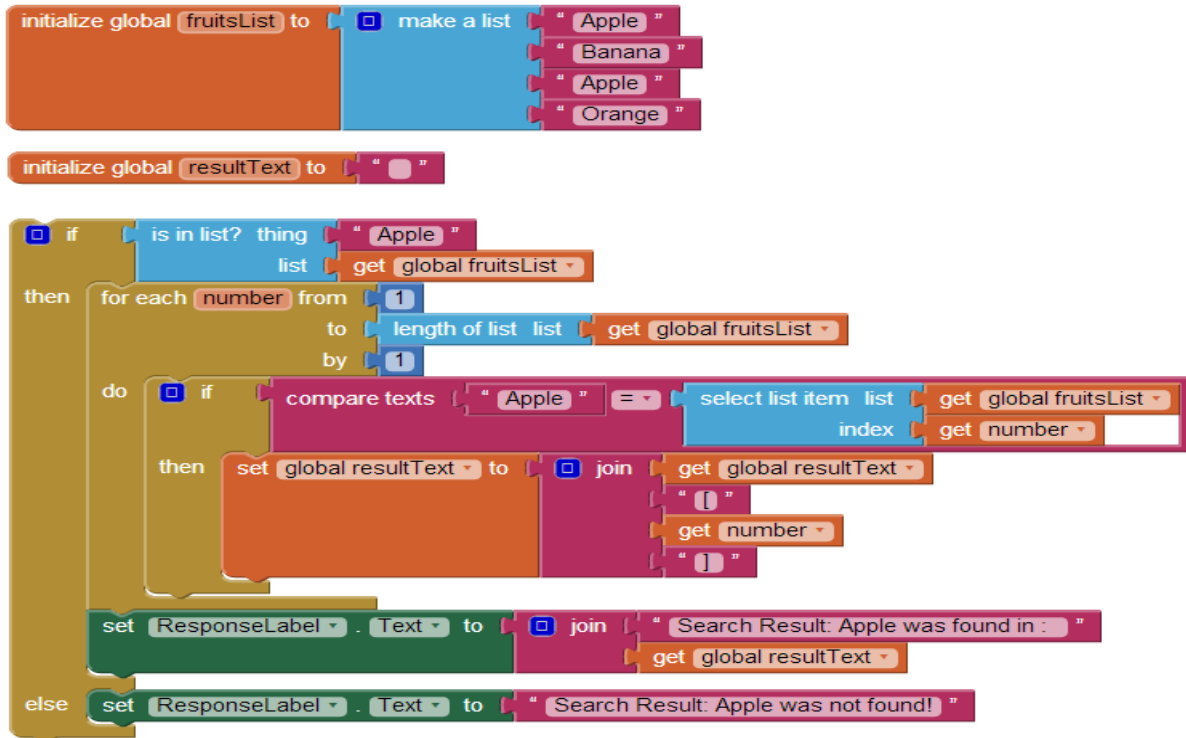 initialize global fruitsList to make a list " Apple "
" Banana "
" Apple "
" Orange "
initialize global resultText to " "
if is in list? thing " Apple "
list get global fruitsList
then for each number from 1
to length of list list get global fruitsList
by 1
do if compare texts " Apple " = select list item list get global fruitsList
index get number
then set global resultText to join get global resultText
" [ "
get number
" ] "
set ResponseLabel . Text to join " Search Result: Apple was found in : "
get global resultText
else set ResponseLabel . Text to " Search Result: Apple was not found! "